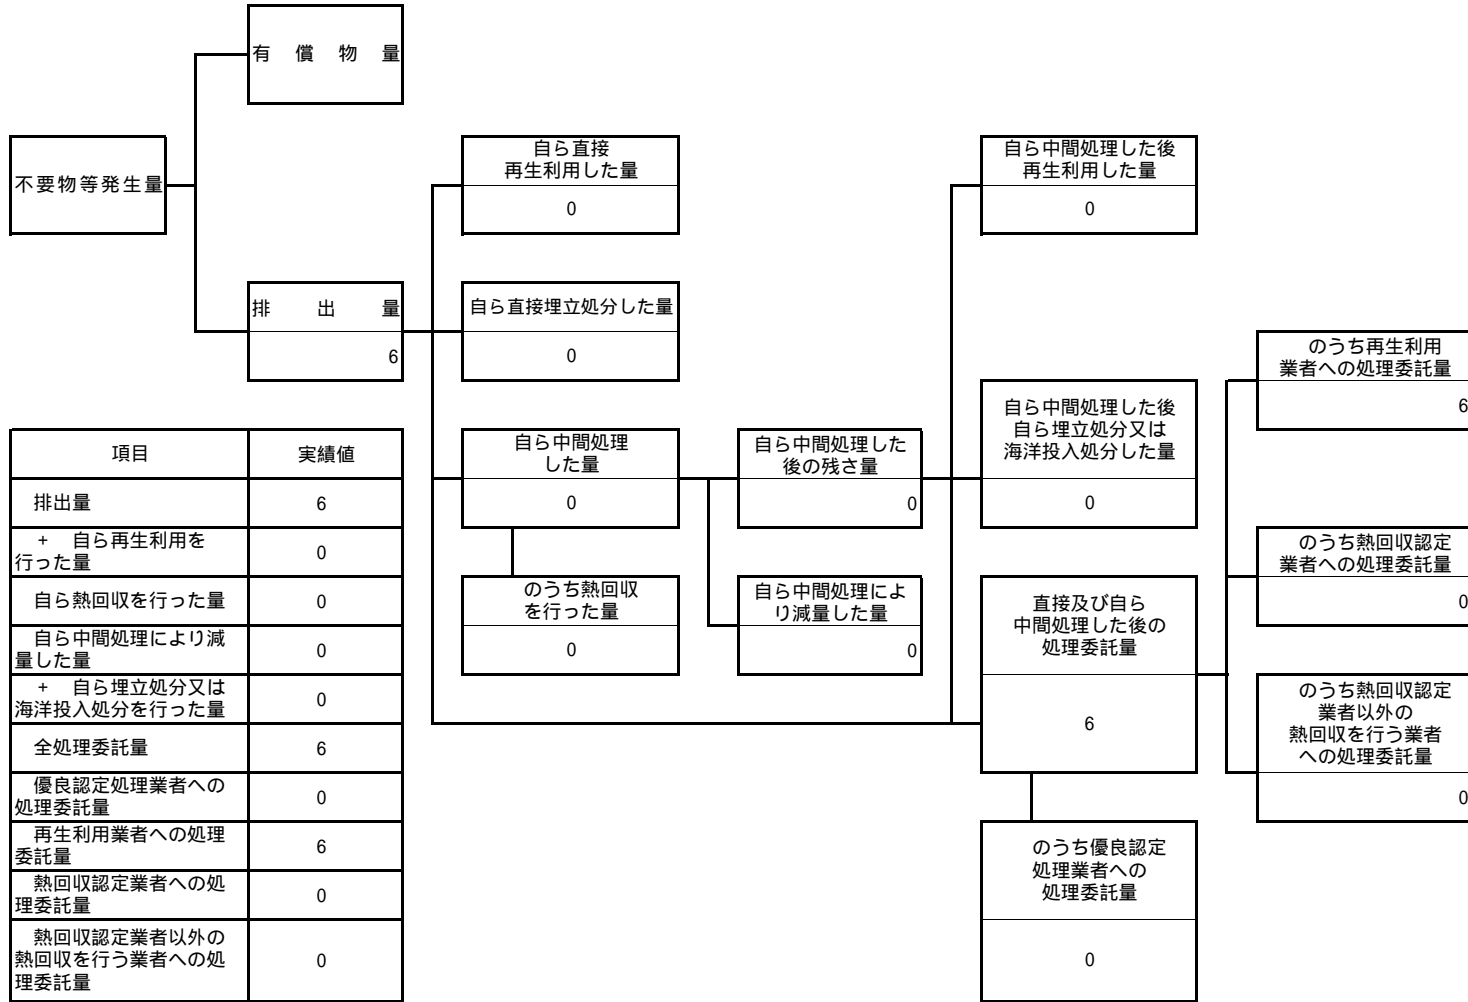 有償物量
不要物等発生量
自ら直接
再生利用した量
0
自ら中間処理した後
再生利用した量
0
排出量
6
自ら直接埋立処分した量
0
のうち再生利用
業者への処理委託量
6
自ら中間処理
した量
0
自ら中間処理した
後の残さ量
0
自ら中間処理した後
自ら埋立処分又は
海洋投入処分した量
0
のうち熱回収認定
業者への処理委託量
0
のうち熱回収
を行った量
0
自ら中間処理によ
り減量した量
0
直接及び自ら
中間処理した後の
処理委託量
6
のうち熱回収認定
業者以外の
熱回収を行う業者
への処理委託量
0
のうち優良認定
処理業者への
処理委託量
0
項目 実績値
排出量 6
+ 自ら再生利用を
行った量 0
自ら熱回収を行った量 0
自ら中間処理により減
量した量 0
+ 自ら埋立処分又は
海洋投入処分を行った量 0
全処理委託量 6
優良認定処理業者への
処理委託量 0
再生利用業者への処理
委託量 6
熱回収認定業者への処
理委託量 0
熱回収認定業者以外の
熱回収を行う業者への処
理委託量 0